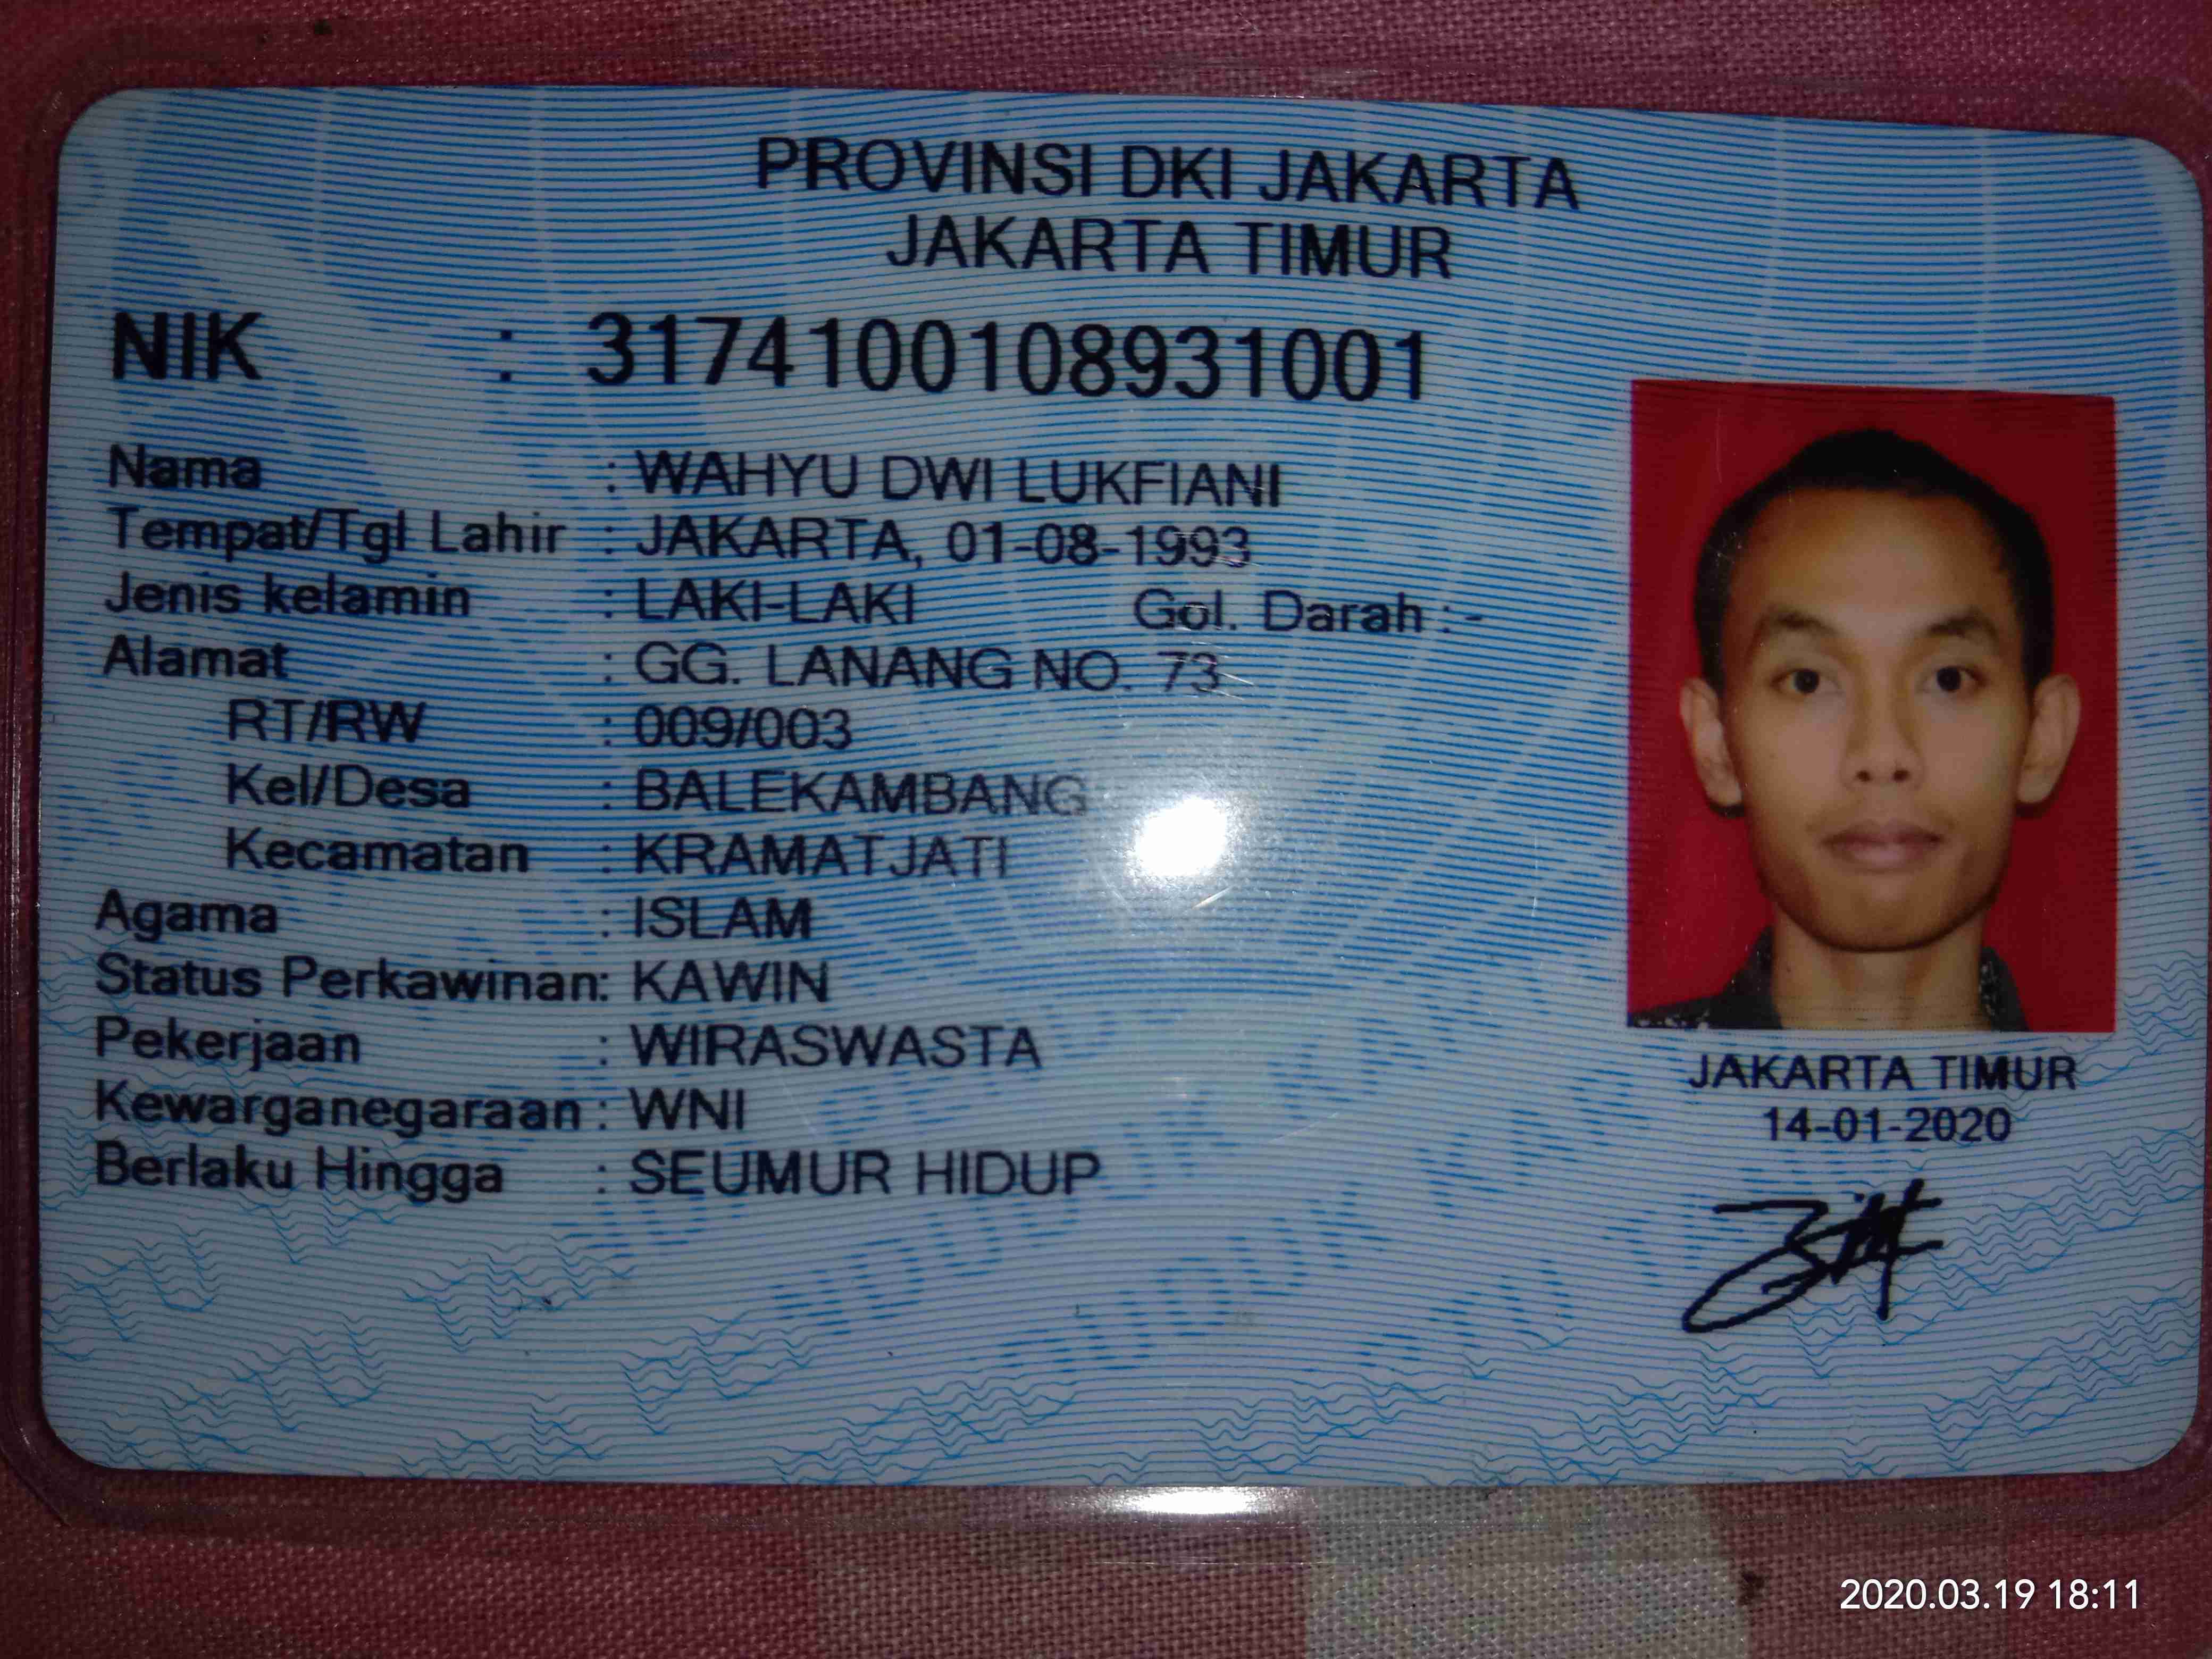 PROVINSI DKI JAKARTA
JAKARTA TIMUR
NIK : 3174100108931001
Nama : WAHYU DWI LUKFIANI
Tempat/Tgl Lahir : JAKARTA, 01-08-1993
Jenis kelamin : LAKI-LAKI Gol. Darah : -
Alamat : GG. LANANG NO. 73
RT/RW : 009/003
Kel/Desa : BALEKAMBANG
Kecamatan : KRAMATJATI
Agama : ISLAM
Status Perkawinan: KAWIN
Pekerjaan : WIRASWASTA
Kewarganegaraan : WNI
Berlaku Hingga : SEUMUR HIDUP
JAKARTA TIMUR
14-01-2020
2020.03.19 18:11